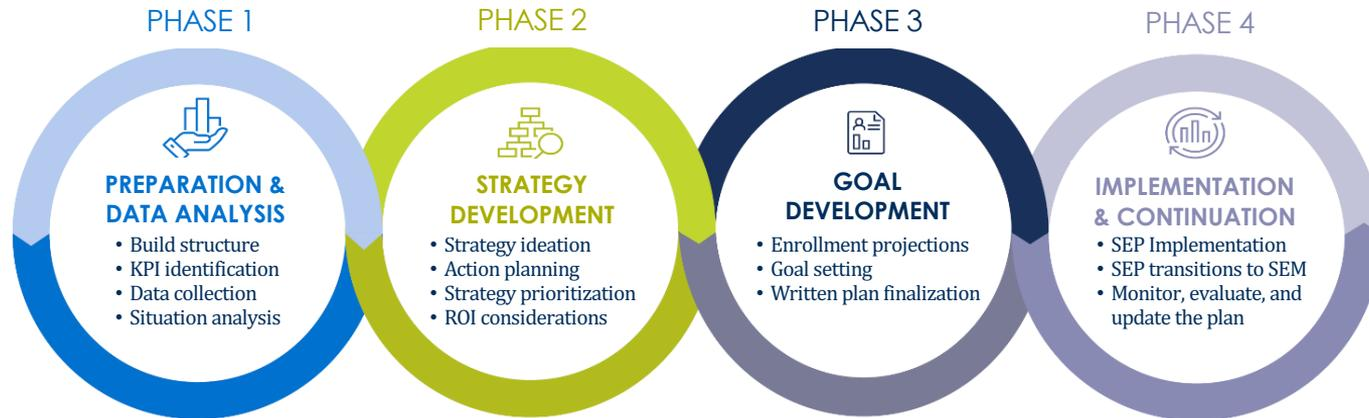 PHASE 1
PREPARATION &
DATA ANALYSIS
• Build structure
• KPI identification
• Data collection
• Situation analysis
PHASE 2
STRATEGY
DEVELOPMENT
• Strategy ideation
• Action planning
• Strategy prioritization
• ROI considerations
PHASE 3
GOAL
DEVELOPMENT
• Enrollment projections
• Goal setting
• Written plan finalization
PHASE 4
IMPLEMENTATION
& CONTINUATION
• SEP Implementation
• SEP transitions to SEM
• Monitor, evaluate, and
update the plan